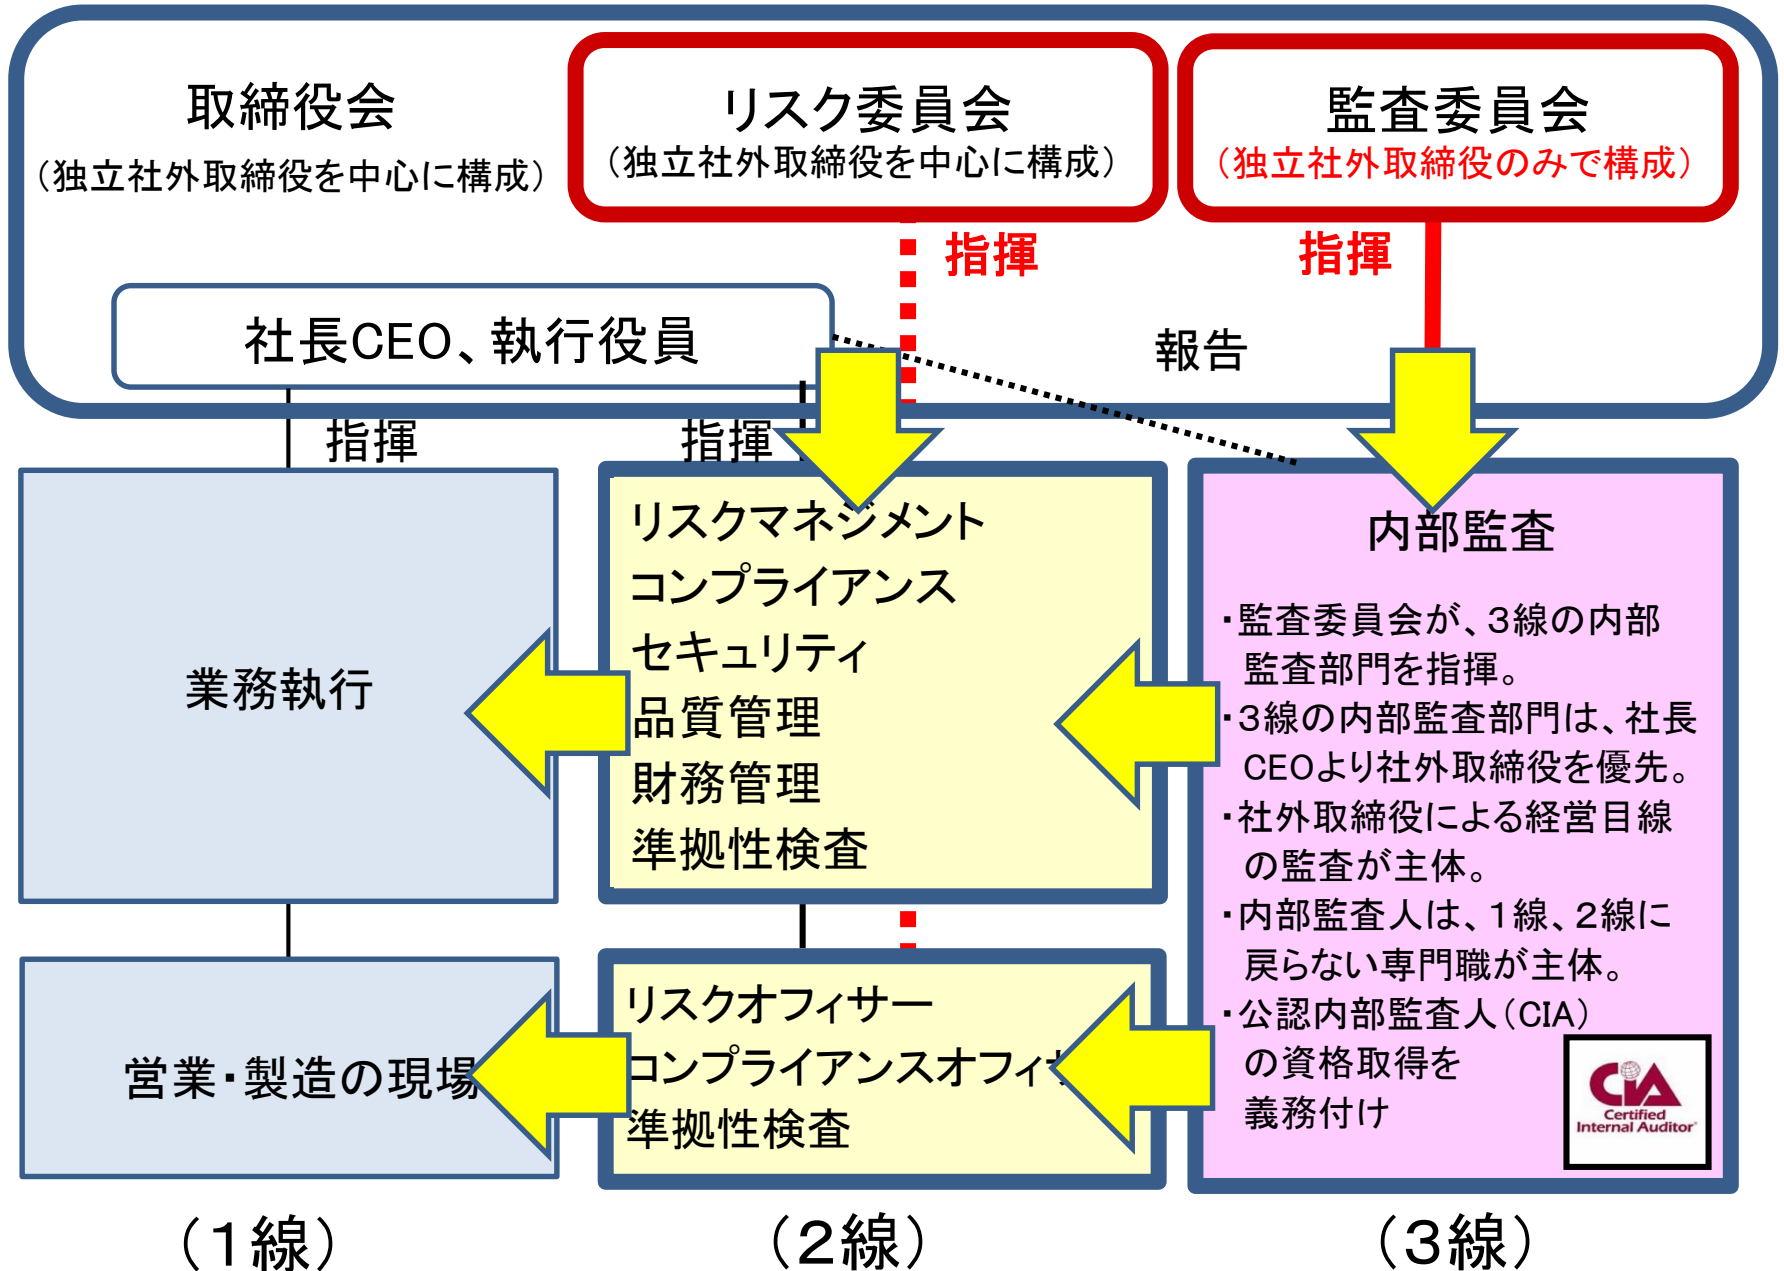 取締役会
（独立社外取締役を中心に構成）
リスク委員会
（独立社外取締役を中心に構成）
監査委員会
（独立社外取締役のみで構成）
指揮
指揮
社長CEO、執行役員
報告
指揮
指揮
業務執行
リスクマネジメント
コンプライアンス
セキュリティ
品質管理
財務管理
準拠性検査
内部監査
・監査委員会が、３線の内部
監査部門を指揮。
・３線の内部監査部門は、社長
CEOより社外取締役を優先。
・社外取締役による経営目線
の監査が主体。
・内部監査人は、１線、２線に
戻らない専門職が主体。
・公認内部監査人（CIA）
の資格取得を
義務付け
CIA
Certified
Internal Auditor®
営業・製造の現場
リスクオフィサー
コンプライアンスオフィサ
準拠性検査
（１線）
（２線）
（３線）